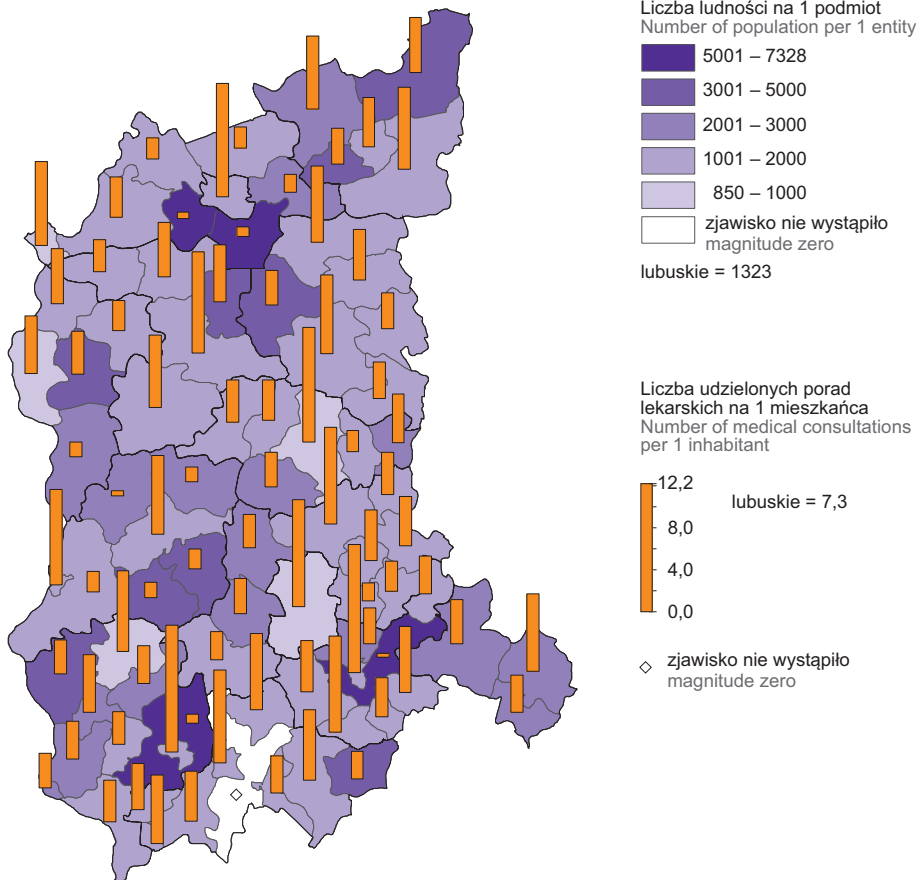 Liczba ludności na 1 podmiot
Number of population per 1 entity
5001 – 7328
3001 – 5000
2001 – 3000
1001 – 2000
850 – 1000
zjawisko nie wystąpiło
magnitude zero
lubuskie = 1323
Liczba udzielonych porad
lekarskich na 1 mieszkańca
Number of medical consultations
per 1 inhabitant
12,2
lubuskie = 7,3
8,0
4,0
0,0
zjawisko nie wystąpiło
magnitude zero